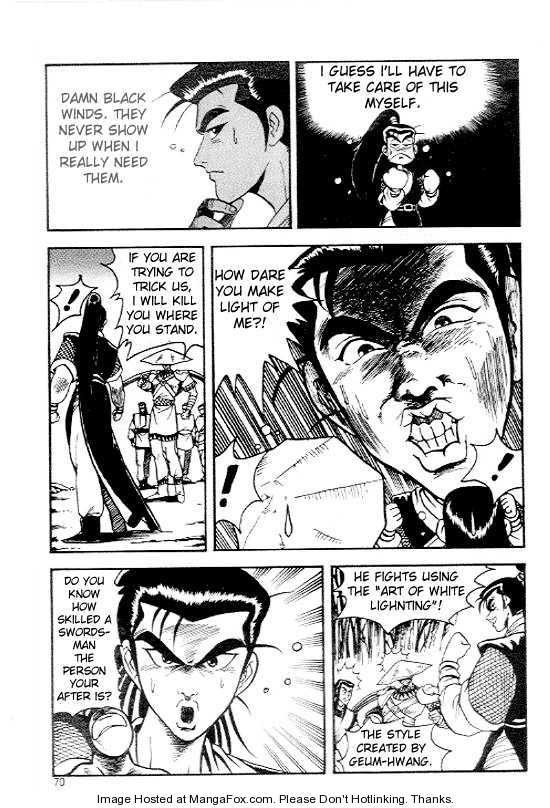 DAMN BLACK
WINDS. THEY
NEVER SHOW
UP WHEN I
REALLY NEED
THEM.
I GUESS I'LL HAVE TO
TAKE CARE OF THIS
MYSELF.
IF YOU ARE
TRYING TO
TRICK US,
I WILL KILL
YOU WHERE
YOU STAND.
!
HOW DARE
YOU MAKE
LIGHT OF
ME?!
!
!
DO YOU
KNOW
HOW
SKILLED A
SWORDS-
MAN
THE
PERSON
YOUR
AFTER IS?
HE FIGHTS USING
THE "ART OF WHITE
LIGHNTING"!
THE STYLE
CREATED BY
GEUM-HWANG.
70
Image Hosted at MangaFox.com. Please Don't Hotlinking. Thanks.